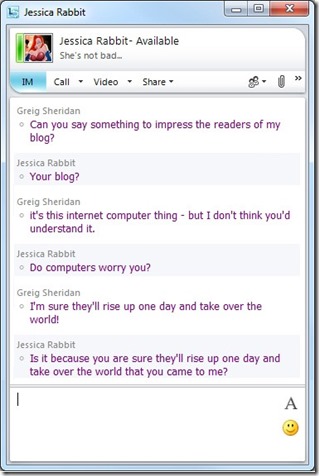 Jessica Rabbit
Jessica Rabbit- Available
She's not bad...
IM Call Video Share »
Greig Sheridan
Can you say something to impress the readers of my
blog?
Jessica Rabbit
Your blog?
Greig Sheridan
it's this internet computer thing - but I don't think you'd
understand it.
Jessica Rabbit
Do computers worry you?
Greig Sheridan
I'm sure they'll rise up one day and take over the
world!
Jessica Rabbit
Is it because you are sure they'll rise up one day and
take over the world that you came to me?
A